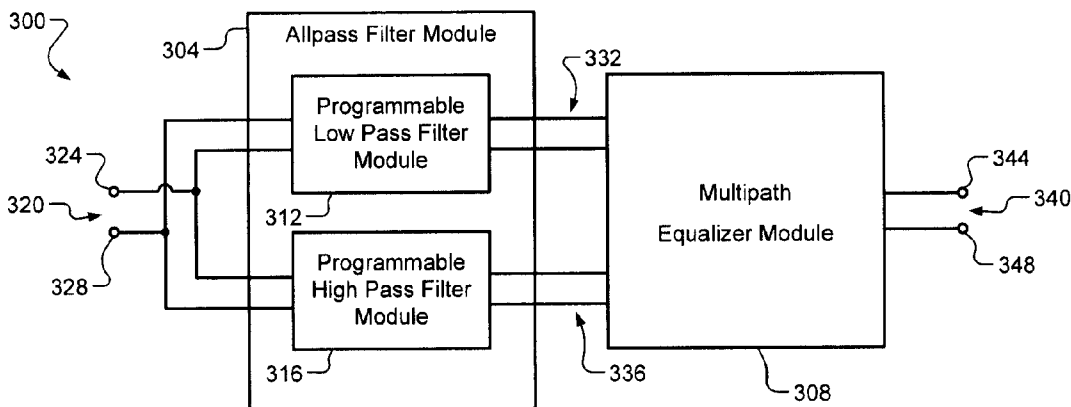 300
304
Allpass Filter Module
332
Programmable
Low Pass Filter
Module
312
324
320
328
Programmable
High Pass Filter
Module
316
336
Multipath
Equalizer Module
308
344
340
348